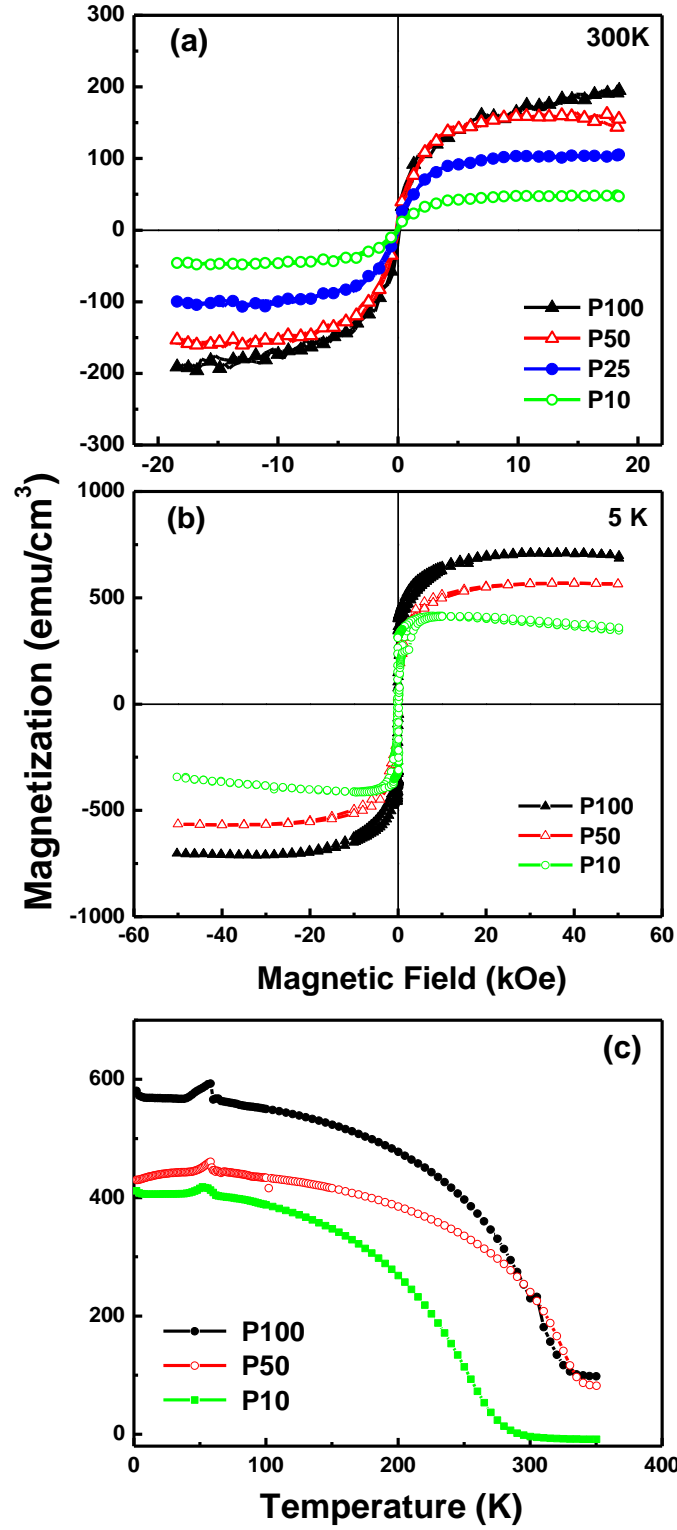 (a)
300K
300
200
100
0
-100
-200
-300
P100
P50
P25
P10
-20
-10
0
10
20
(b)
5 K
1000
500
0
-500
-1000
P100
P50
P10
-60
-40
-20
0
20
40
60
Magnetization (emu/cm³)
Magnetic Field (kOe)
(c)
600
400
200
0
P100
P50
P10
0
100
200
300
400
Temperature (K)